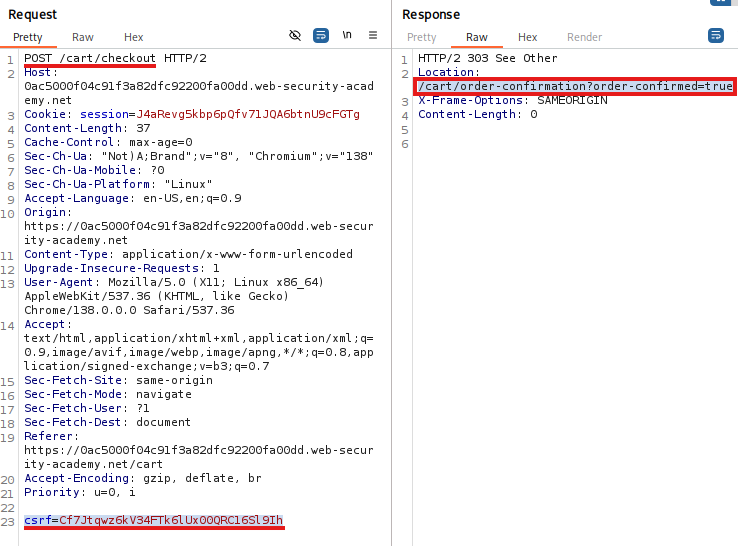 Request
Pretty Raw Hex \n
1 POST /cart/checkout HTTP/2
2 Host:
0ac5000f04c91f3a82dfc92200fa00dd.web-security-acad
emy.net
3 Cookie: session=J4aRevg5kbp6pQfv71JQA6btnU9cFGTg
4 Content-Length: 37
5 Cache-Control: max-age=0
6 Sec-Ch-Ua: "Not)A;Brand";v="8", "Chromium";v="138"
7 Sec-Ch-Ua-Mobile: ?0
8 Sec-Ch-Ua-Platform: "Linux"
9 Accept-Language: en-US,en;q=0.9
10 Origin:
https://0ac5000f04c91f3a82dfc92200fa00dd.web-secur
ity-academy.net
11 Content-Type: application/x-www-form-urlencoded
12 Upgrade-Insecure-Requests: 1
13 User-Agent: Mozilla/5.0 (X11; Linux x86_64)
AppleWebKit/537.36 (KHTML, like Gecko)
Chrome/138.0.0.0 Safari/537.36
14 Accept:
text/html,application/xhtml+xml,application/xml;q=
0.9,image/avif,image/webp,image/apng,*/*;q=0.8,app
lication/signed-exchange;v=b3;q=0.7
15 Sec-Fetch-Site: same-origin
16 Sec-Fetch-Mode: navigate
17 Sec-Fetch-User: ?1
18 Sec-Fetch-Dest: document
19 Referer:
https://0ac5000f04c91f3a82dfc92200fa00dd.web-secur
ity-academy.net/cart
20 Accept-Encoding: gzip, deflate, br
21 Priority: u=0, i
22
23 csrf=Cf7Jtqwz6kV34FTk6lUx00QRC16Sl9Ih
Response
Pretty Raw Hex Render
1 HTTP/2 303 See Other
2 Location:
/cart/order-confirmation?order-confirmed=true
3 X-Frame-Options: SAMEORIGIN
4 Content-Length: 0
5
6